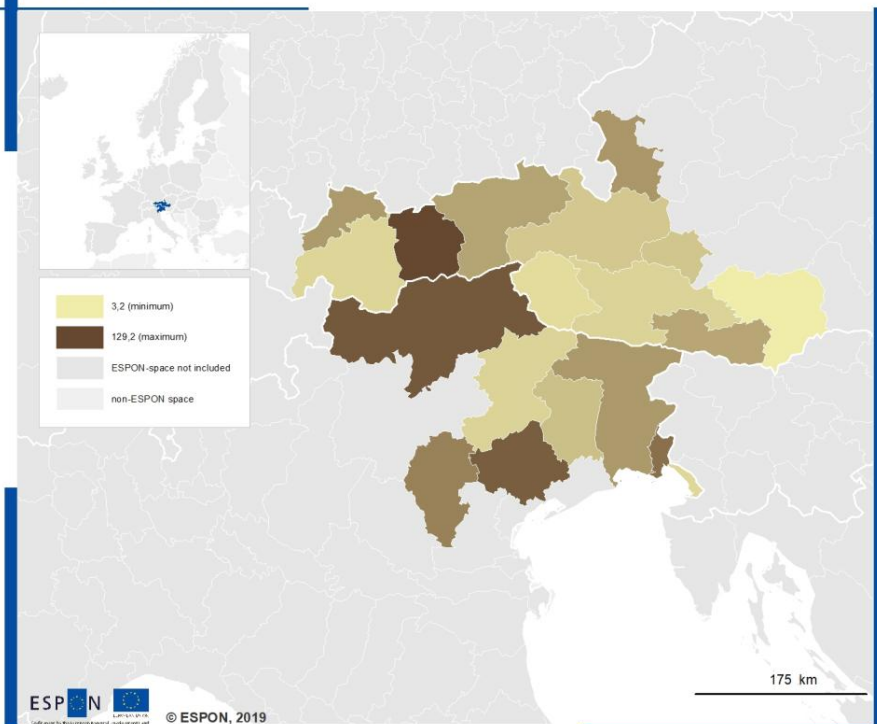 3,2 (minimum)
129,2 (maximum)
ESPON-space not included
non-ESPON space
175 km
ESPON
© ESPON, 2019